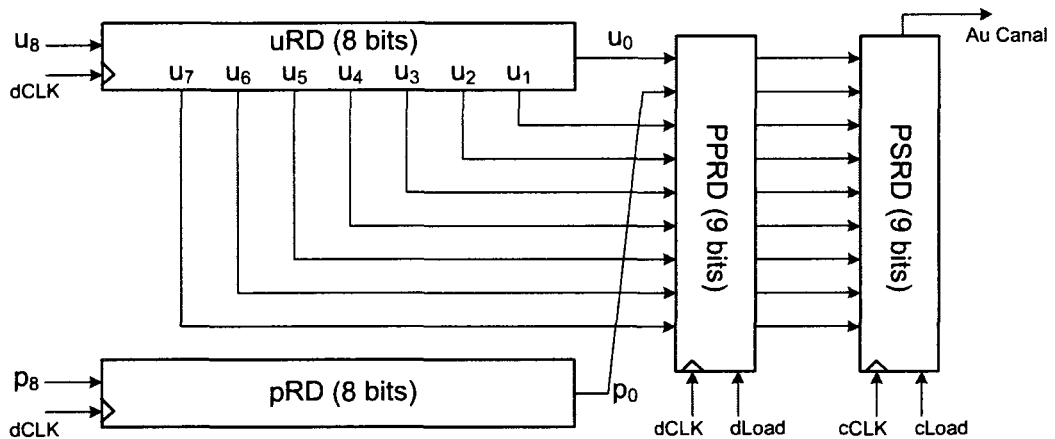 u8
dCLK
uRD (8 bits)
u7 u6 u5 u4 u3 u2 u1
u0
PPRD (9 bits)
PSRD (9 bits)
Au Canal
p8
dCLK
pRD (8 bits)
p0
dCLK dLoad
cCLK cLoad